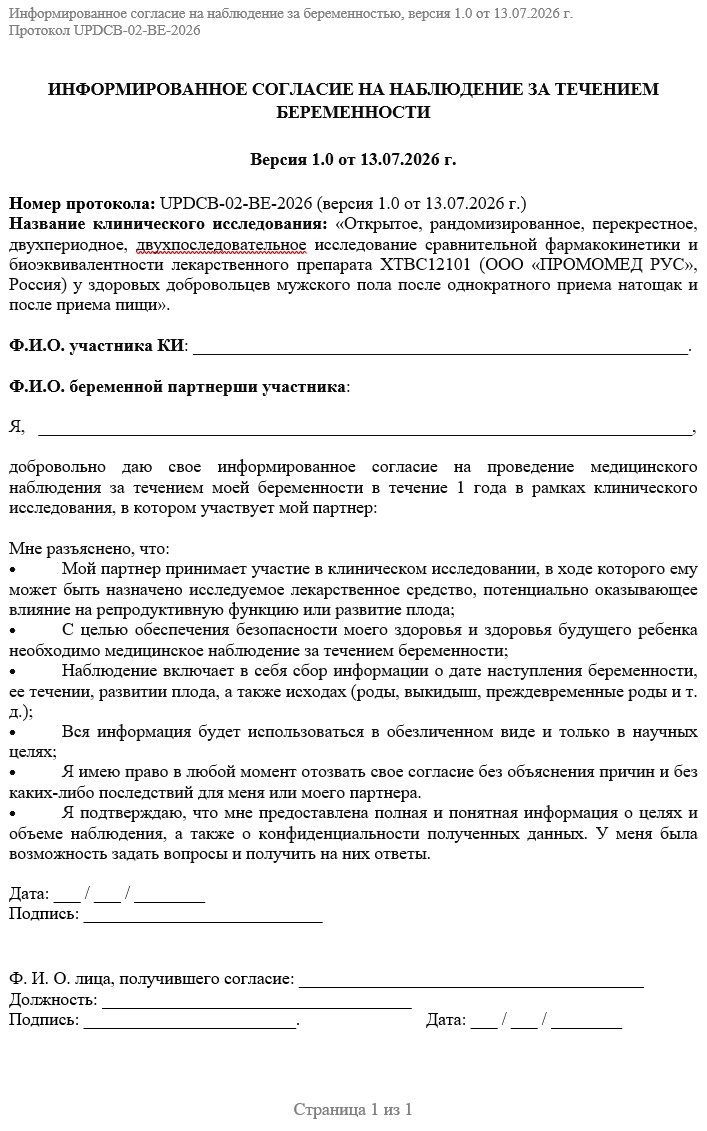 Информированное согласие на наблюдение за беременностью, версия 1.0 от 13.07.2026 г.
Протокол UPDCB-02-BE-2026
ИНФОРМИРОВАННОЕ СОГЛАСИЕ НА НАБЛЮДЕНИЕ ЗА ТЕЧЕНИЕМ
БЕРЕМЕННОСТИ
Версия 1.0 от 13.07.2026 г.
Номер протокола: UPDCB-02-BE-2026 (версия 1.0 от 13.07.2026 г.)
Название клинического исследования: «Открытое, рандомизированное, перекрестное,
двухпериодное, двухпоследовательное исследование сравнительной фармакокинетики и
биоэквивалентности лекарственного препарата ХТВС12101 (ООО «ПРОМОМЕД РУС»,
Россия) у здоровых добровольцев мужского пола после однократного приема натощак и
после приема пищи».
Ф.И.О. участника КИ: ____________________________________________________________.
Ф.И.О. беременной партнерши участника:
Я, ______________________________________________________________________________,
добровольно даю свое информированное согласие на проведение медицинского
наблюдения за течением моей беременности в течение 1 года в рамках клинического
исследования, в котором участвует мой партнер:
Мне разъяснено, что:
• Мой партнер принимает участие в клиническом исследовании, в ходе которого ему
может быть назначено исследуемое лекарственное средство, потенциально оказывающее
влияние на репродуктивную функцию или развитие плода;
• С целью обеспечения безопасности моего здоровья и здоровья будущего ребенка
необходимо медицинское наблюдение за течением беременности;
• Наблюдение включает в себя сбор информации о дате наступления беременности,
ее течении, развитии плода, а также исходах (роды, выкидыш, преждевременные роды и т.
д.);
• Вся информация будет использоваться в обезличенном виде и только в научных
целях;
• Я имею право в любой момент отозвать свое согласие без объяснения причин и без
каких-либо последствий для меня или моего партнера.
• Я подтверждаю, что мне предоставлена полная и понятная информация о целях и
объеме наблюдения, а также о конфиденциальности полученных данных. У меня была
возможность задать вопросы и получить на них ответы.
Дата: ___ / ___ / ________
Подпись: ___________________________
Ф. И. О. лица, получившего согласие: _______________________________________
Должность: ___________________________________
Подпись: ________________________. Дата: ___ / ___ / ________
Страница 1 из 1